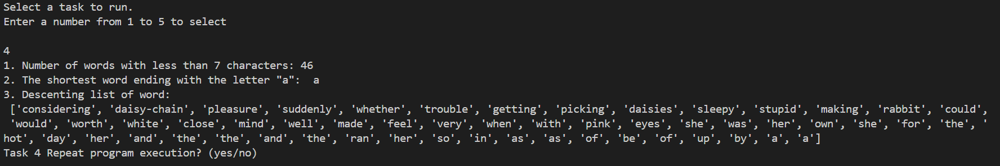 Select a task to run.
Enter a number from 1 to 5 to select
4
1. Number of words with less than 7 characters: 46
2. The shortest word ending with the letter "a":  a
3. Descenting list of word:
 ['considering', 'daisy-chain', 'pleasure', 'suddenly', 'whether', 'trouble', 'getting', 'picking', 'daisies', 'sleepy', 'stupid', 'making', 'rabbit', 'could',
 'would', 'worth', 'white', 'close', 'mind', 'well', 'made', 'feel', 'very', 'when', 'with', 'pink', 'eyes', 'she', 'was', 'her', 'own', 'she', 'for', 'the', '
hot', 'day', 'her', 'and', 'the', 'the', 'and', 'the', 'ran', 'her', 'so', 'in', 'as', 'as', 'of', 'be', 'of', 'up', 'by', 'a', 'a']
Task 4 Repeat program execution? (yes/no)